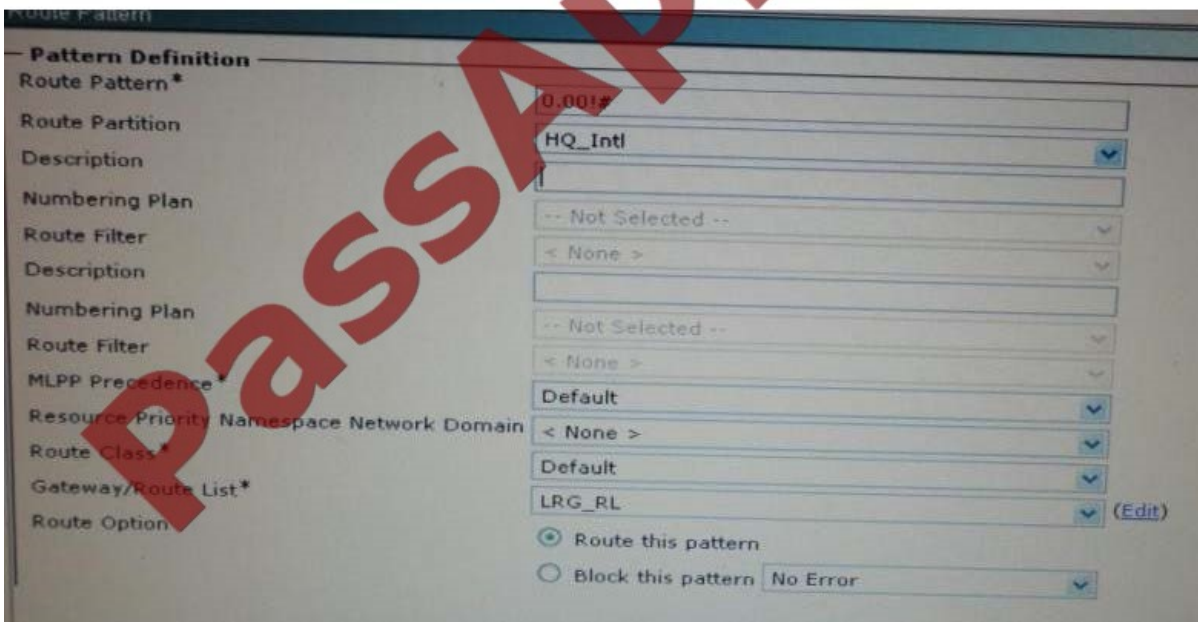 Route Pattern
Pattern Definition
Route Pattern*
0.00!#
Route Partition
HQ_Intl
Description
Numbering Plan
-- Not Selected --
Route Filter
< None >
Description
Numbering Plan
-- Not Selected --
Route Filter
< None >
MLPP Precedence*
Default
Resource Priority Namespace Network Domain
< None >
Route Class*
Default
Gateway/Route List*
LRG_RL
(Edit)
Route Option
Route this pattern
Block this pattern
No Error